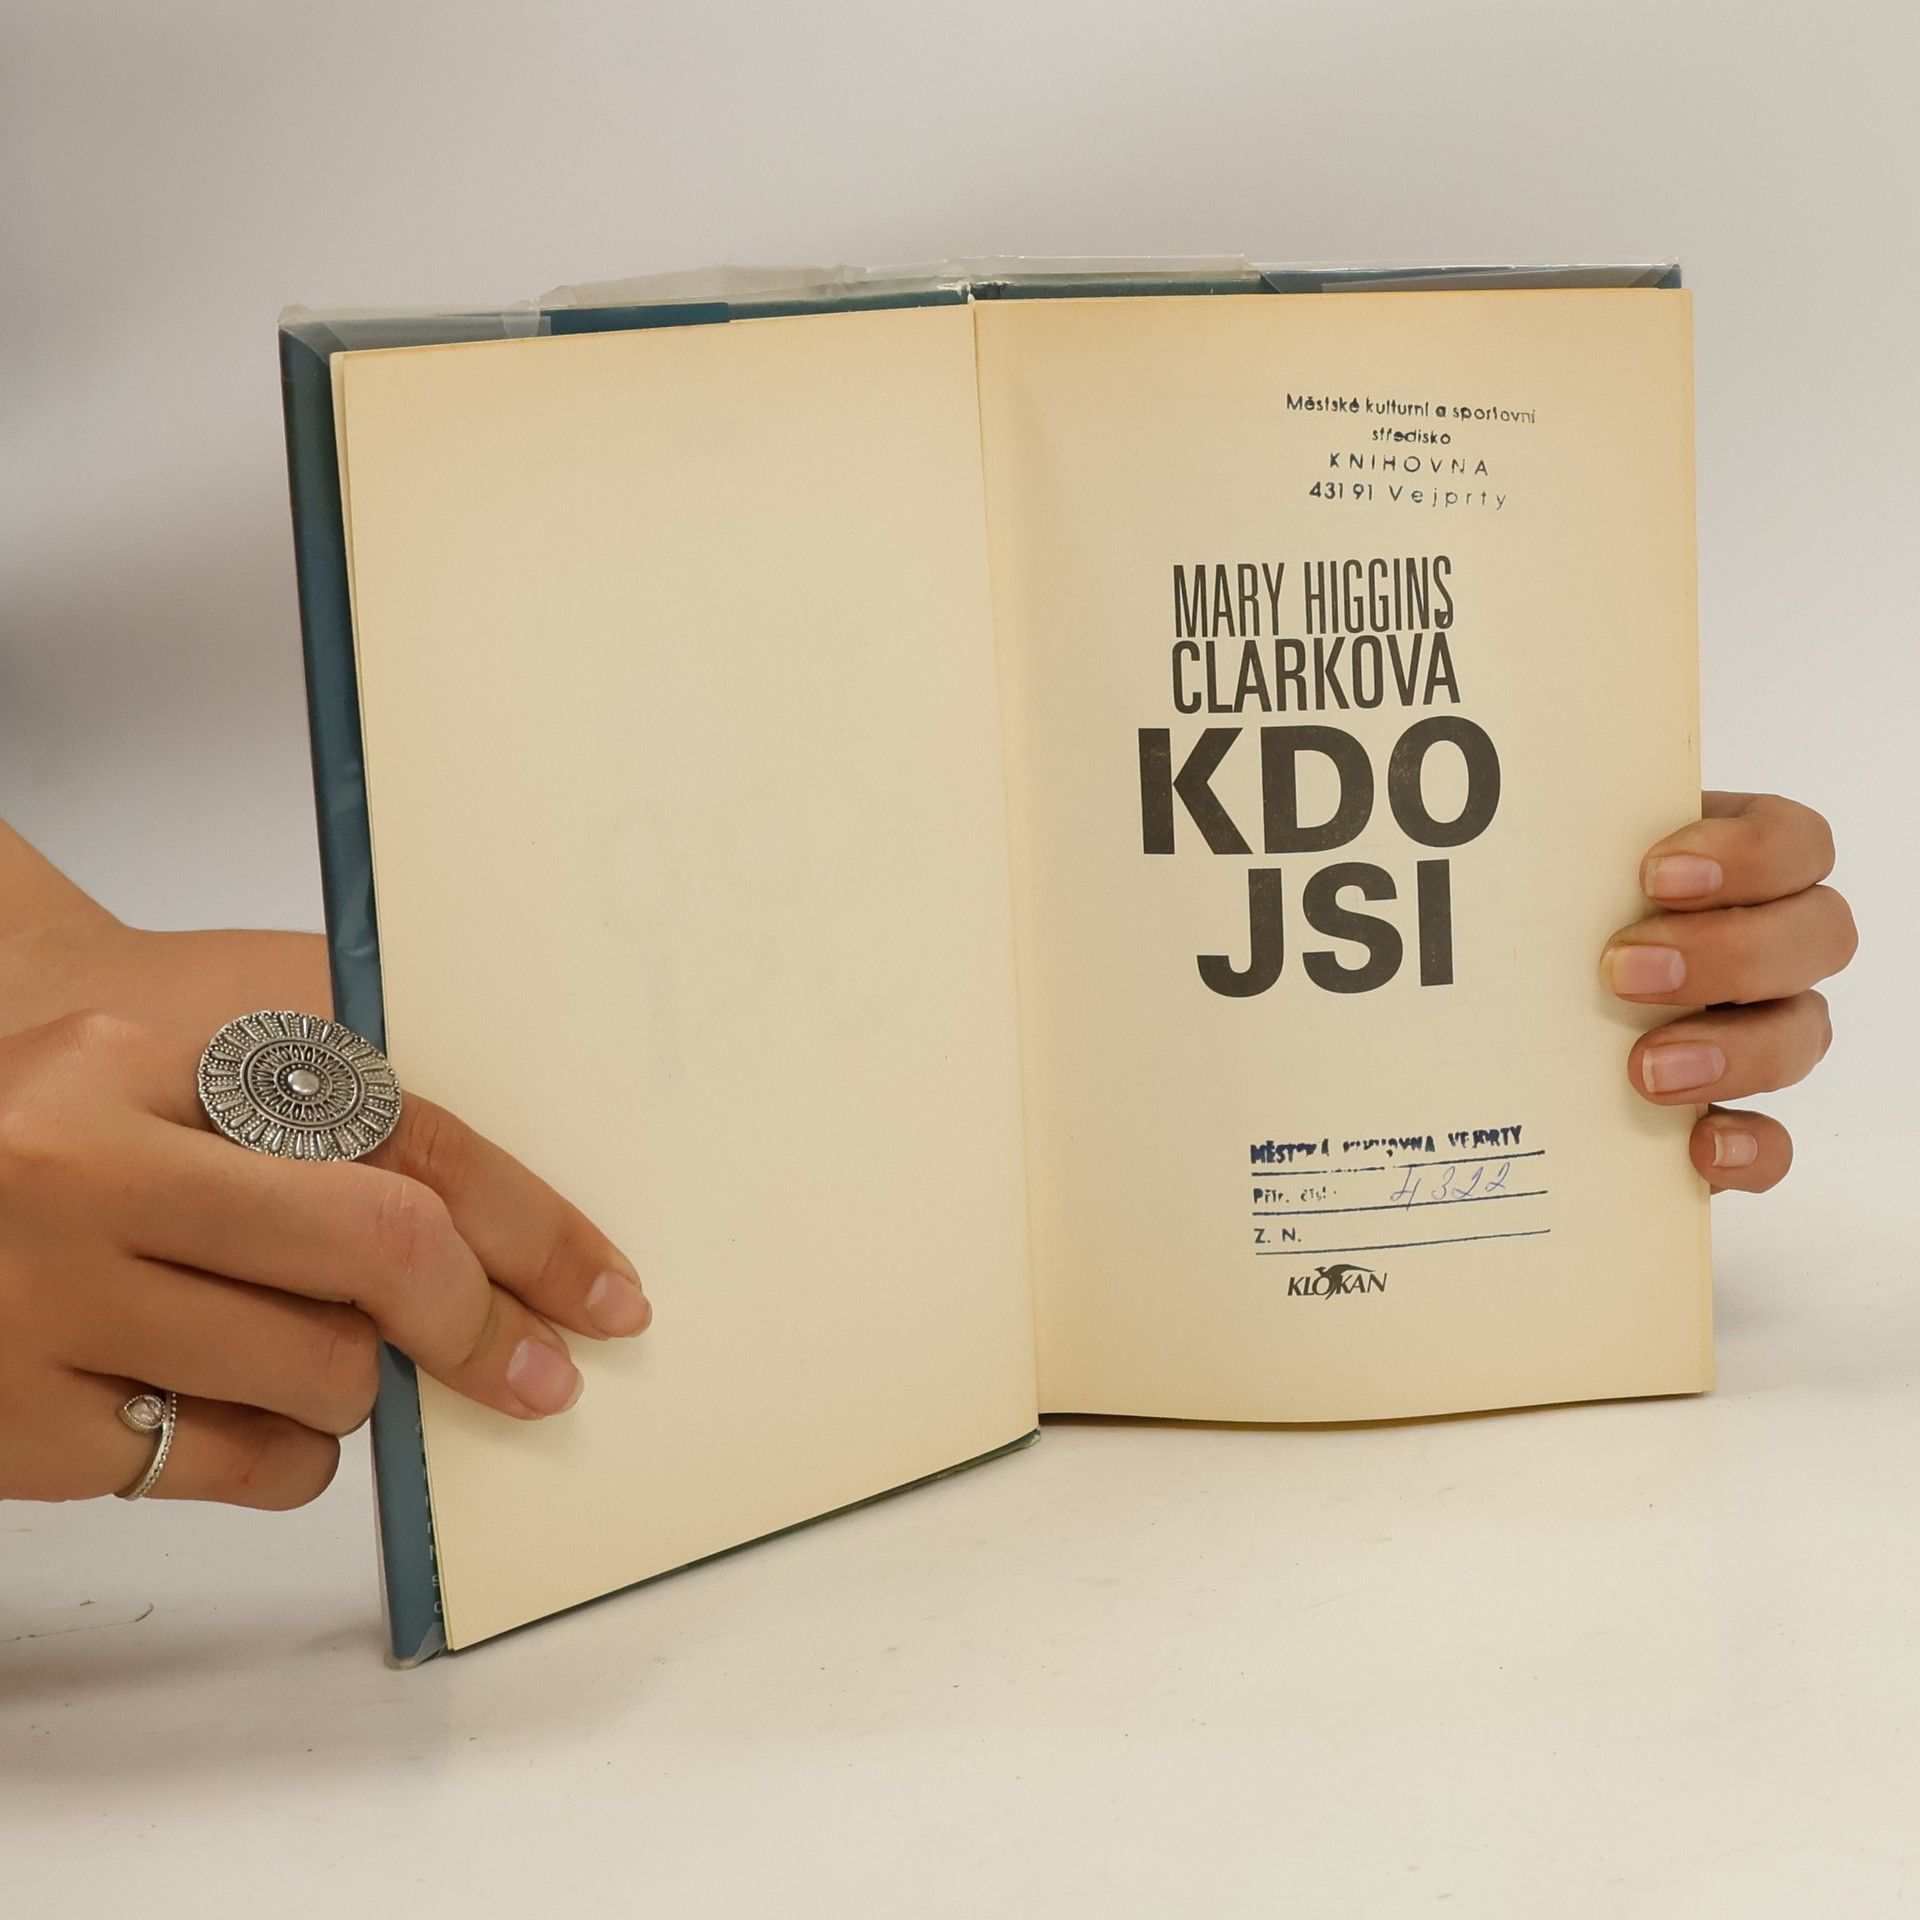 Městské kulturní a sportovní
středisko
KNIHOVNA
431 91 Vejprty
MARY HIGGINS
CLARKOVÁ
KDO
JSI
MĚSTSKÁ KNIHOVNA VEJPRTY
Přír. čísl. 4322
Z. N.
KLOKAN